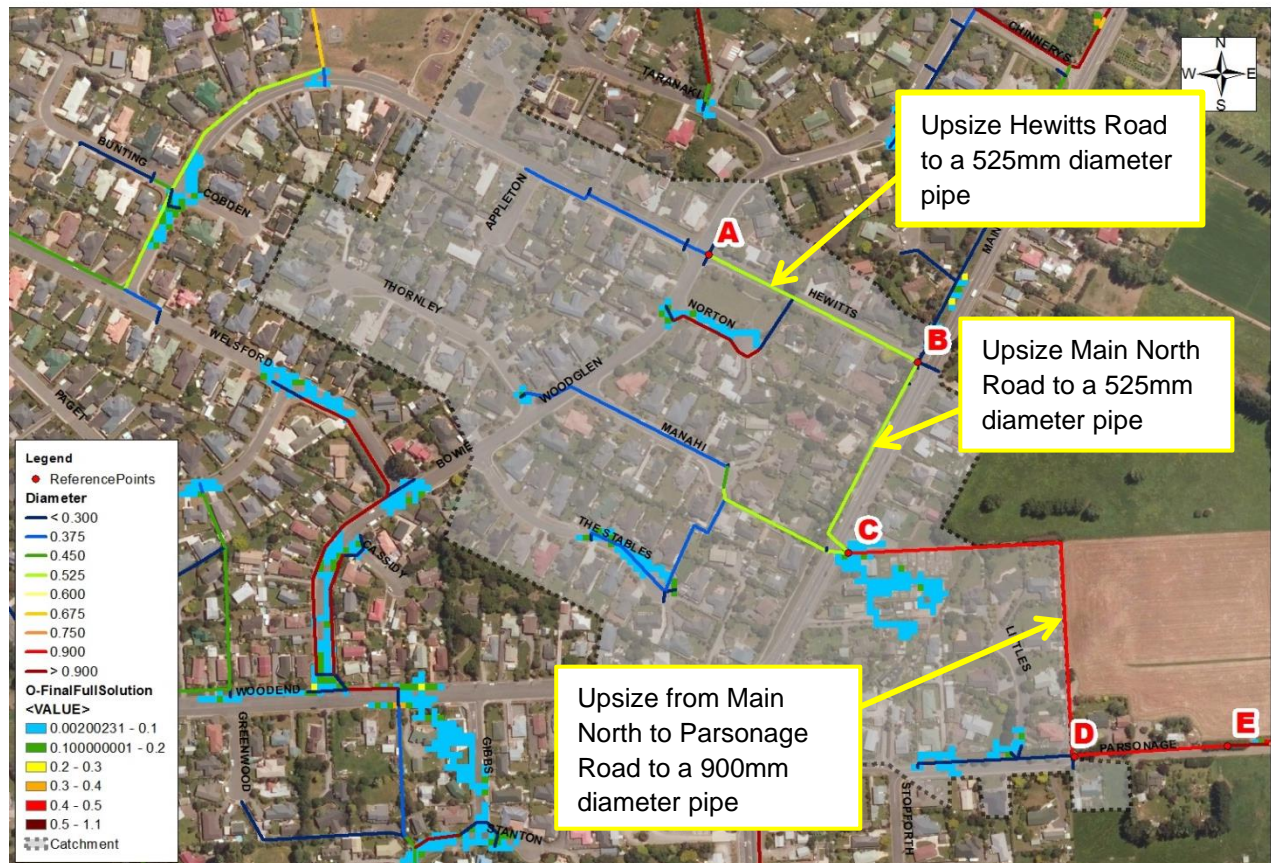 CHINNERYS
TARANAKI
N
W E
S
Upsize Hewitts Road
to a 525mm diameter
pipe
BUNTING
COBDEN
APPLETON
A
MAN
THORNLEY
NORTON
HEWITTS
B
Upsize Main North
Road to a 525mm
diameter pipe
WELSFORD
PAGET
WOODGLEN
BOWIE
MANAHI
THE STABLES
CASSIDY
C
LITTLES
WOODEND
GREENWOOD
GIBBS
STANTON
Upsize from Main
North to Parsonage
Road to a 900mm
diameter pipe
STOPFORTH
D
PARSONAGE
E
Legend
ReferencePoints
Diameter
< 0.300
0.375
0.450
0.525
0.600
0.675
0.750
0.900
> 0.900
O-FinalFullSolution
<VALUE>
0.00200231 - 0.1
0.100000001 - 0.2
0.2 - 0.3
0.3 - 0.4
0.4 - 0.5
0.5 - 1.1
Catchment